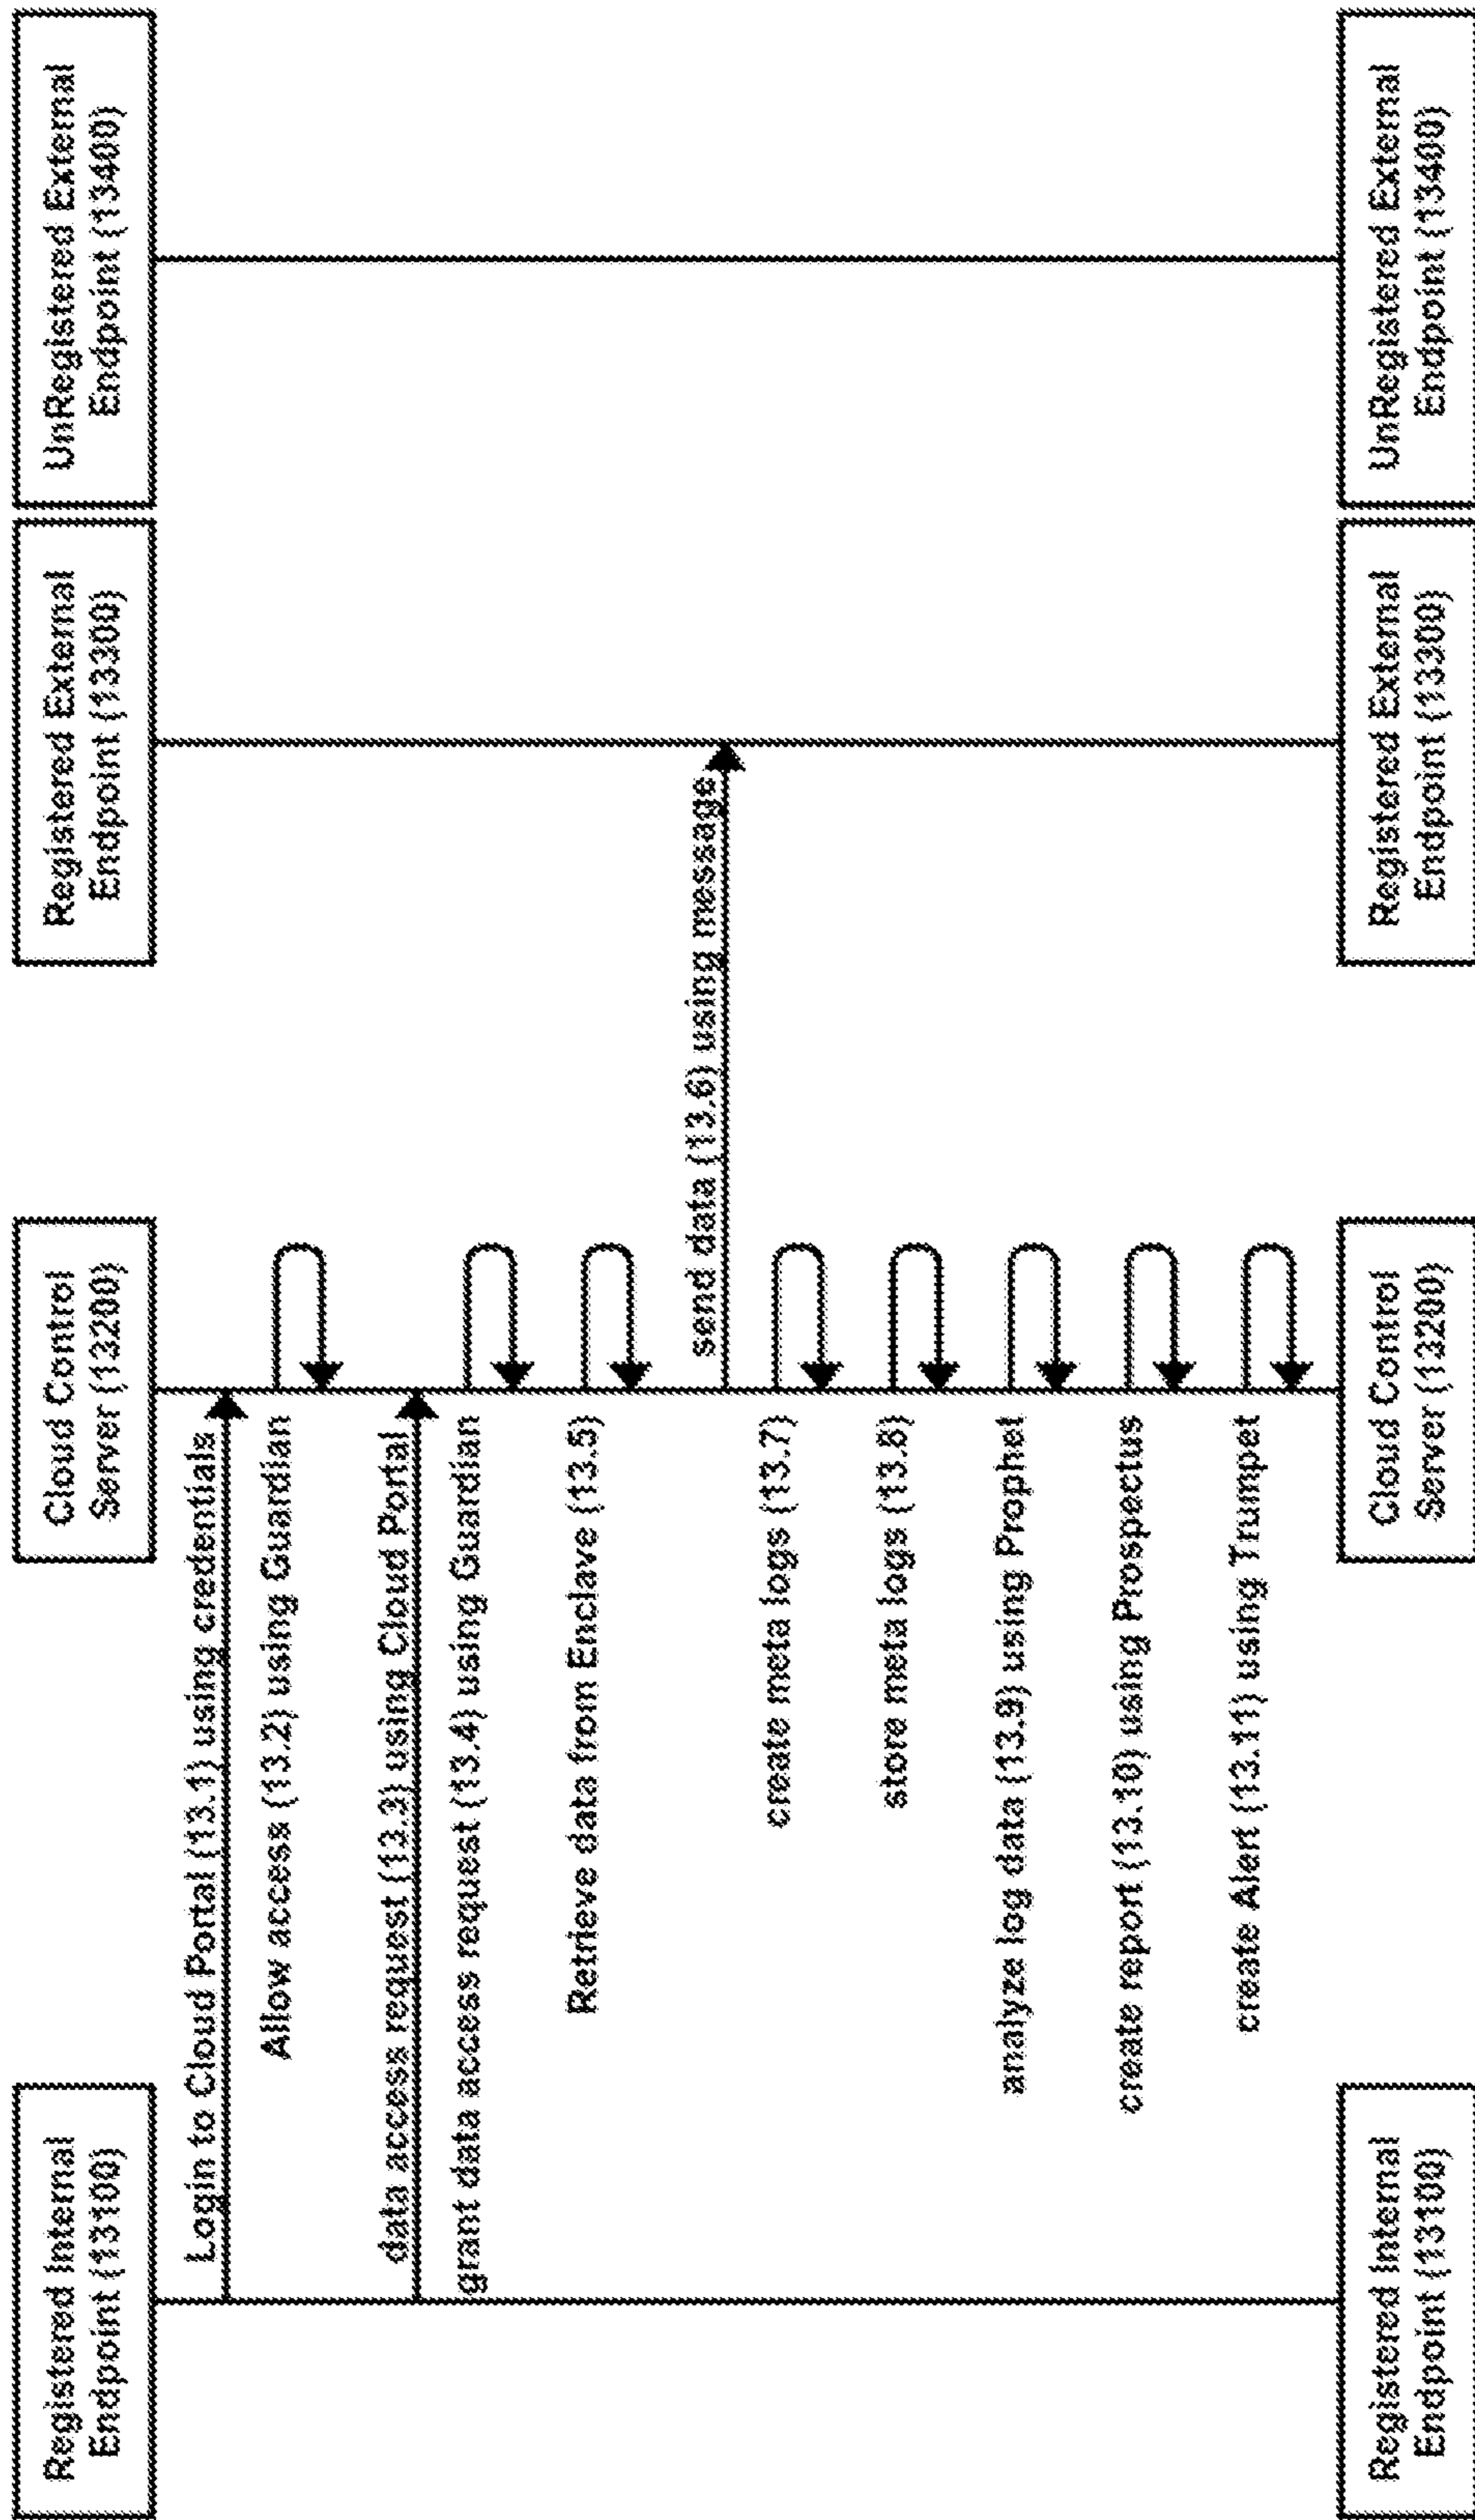 Registered Internal
Endpoint (13100)
Cloud Control
Server (13200)
Registered External
Endpoint (13300)
UnRegistered External
Endpoint (13400)
Login to Cloud Portal (13.1) using credentials
Allow access (13.2) using Guardian
data access request (13.3) using Cloud Portal
grant data access request (13.4) using Guardian
Retrieve data from Enclave (13.5)
send data (13.6) using message
create meta logs (13.7)
store meta logs (13.8)
analyze log data (13.9) using Prophet
create report (13.10) using Prospectus
create Alert (13.11) using Trumpet
Registered Internal
Endpoint (13100)
Cloud Control
Server (13200)
Registered External
Endpoint (13300)
UnRegistered External
Endpoint (13400)